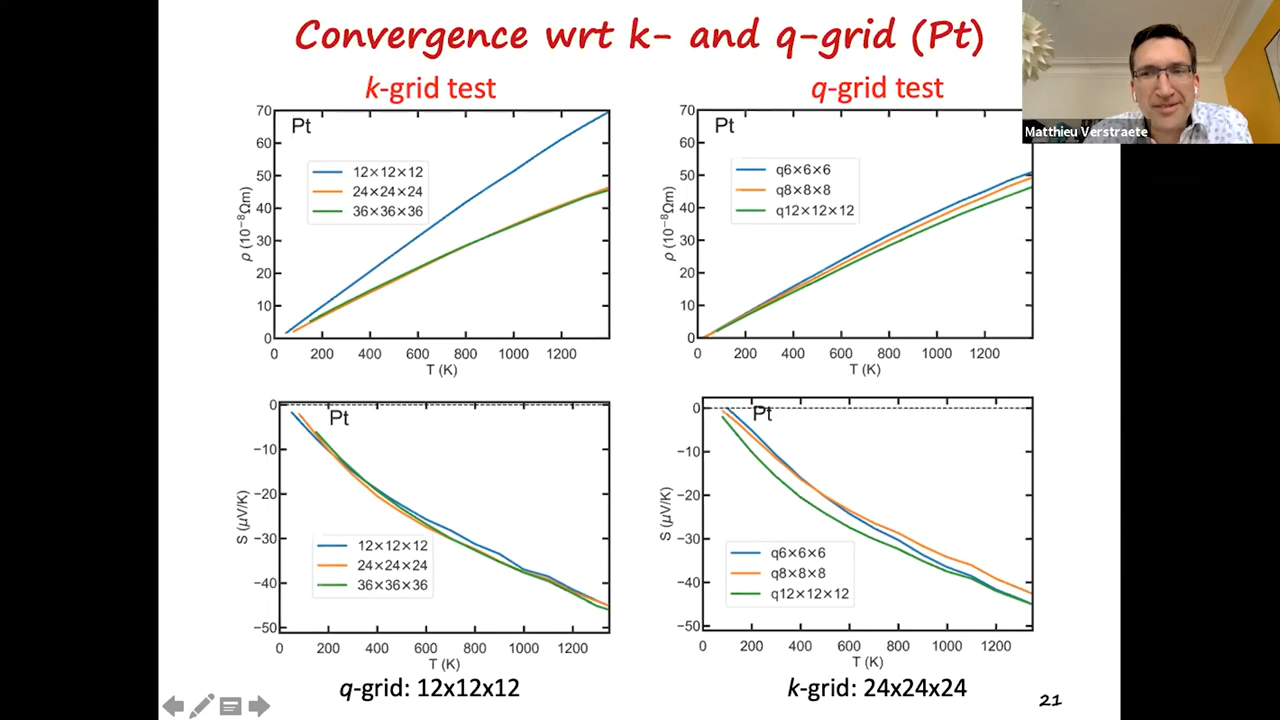 Convergence wrt k- and q-grid (Pt)
Matthieu Verstraete
k-grid test
Pt
70
60
50
40
30
20
10
0
ρ (10⁻⁸Ωm)
12×12×12
24×24×24
36×36×36
0 200 400 600 800 1000 1200
T (K)
q-grid test
Pt
70
60
50
40
30
20
10
0
ρ (10⁻⁸Ωm)
q6×6×6
q8×8×8
q12×12×12
0 200 400 600 800 1000 1200
T (K)
Pt
0
−10
−20
−30
−40
−50
S (μV/K)
12×12×12
24×24×24
36×36×36
0 200 400 600 800 1000 1200
T (K)
q-grid: 12x12x12
Pt
0
−10
−20
−30
−40
−50
S (μV/K)
q6×6×6
q8×8×8
q12×12×12
0 200 400 600 800 1000 1200
T (K)
k-grid: 24x24x24
21